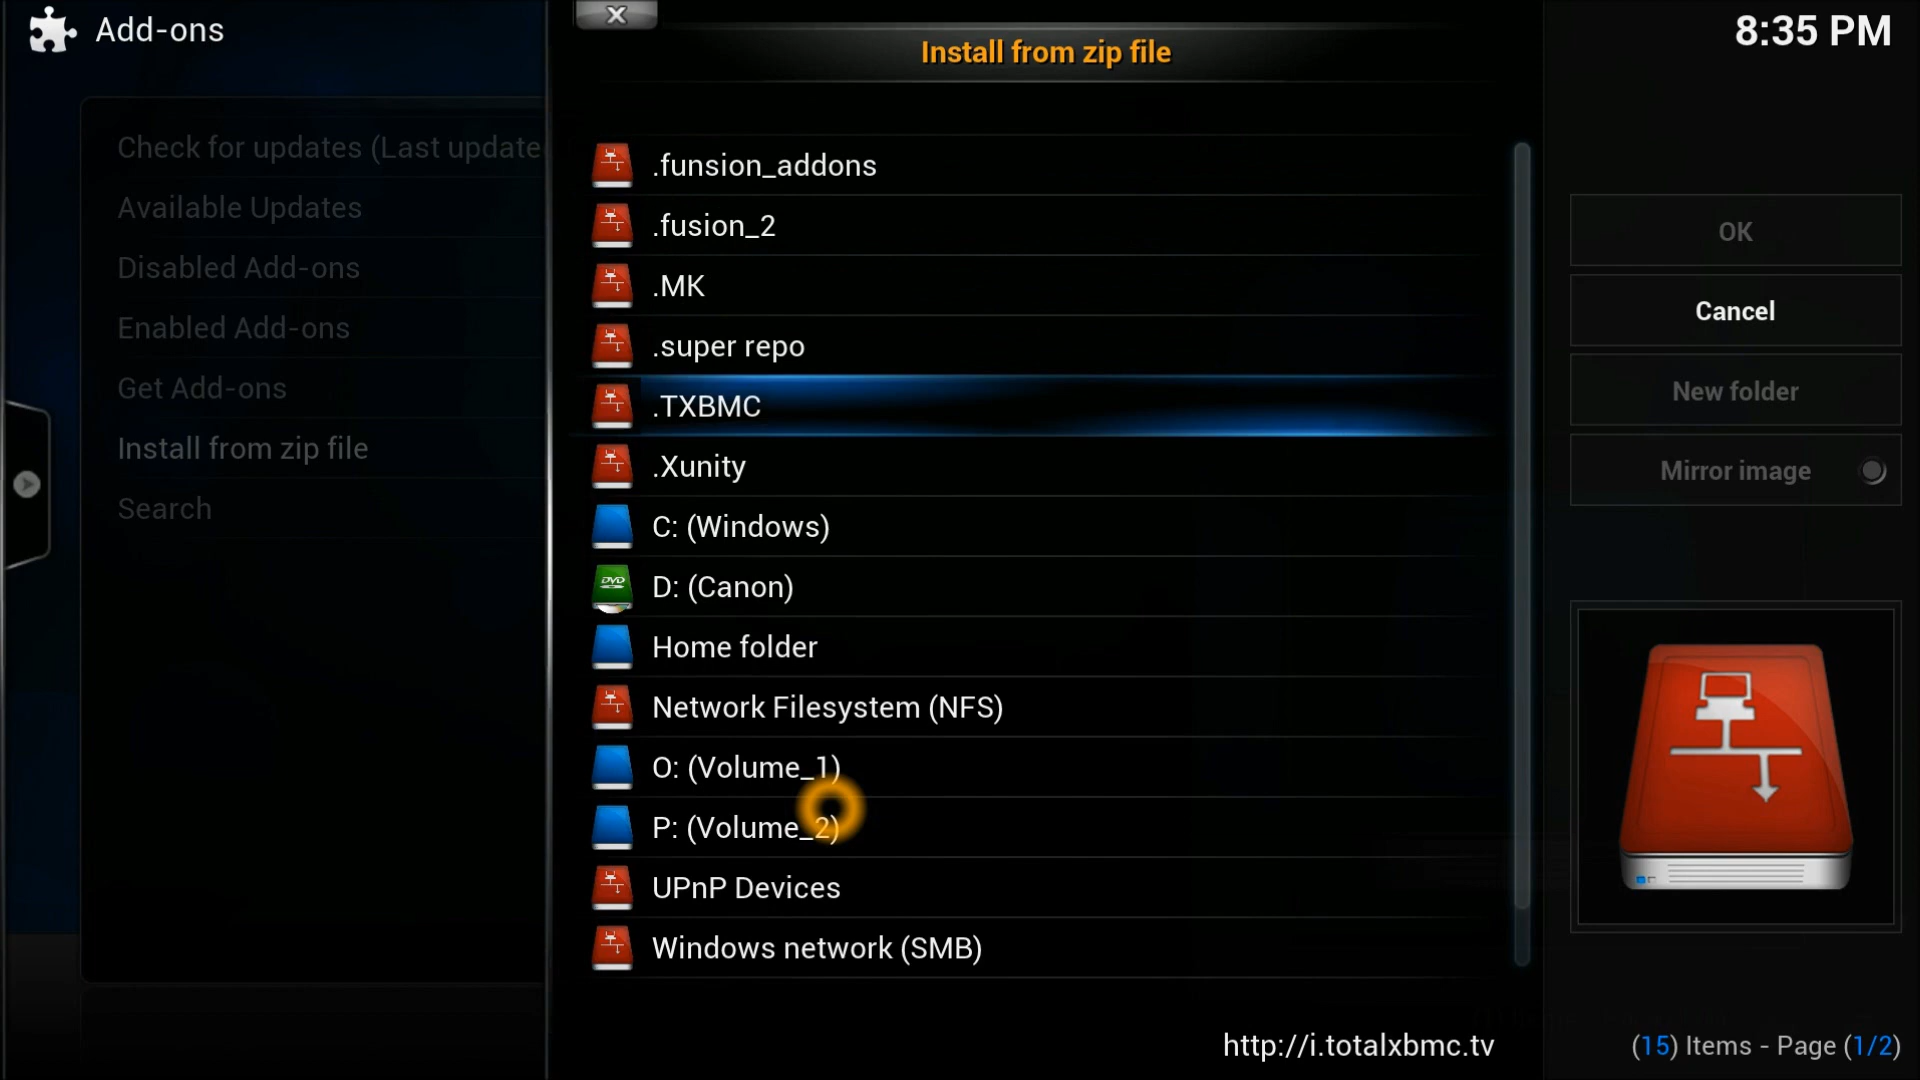 Add-ons
X
Install from zip file
8:35 PM
Check for updates (Last update
Available Updates
Disabled Add-ons
Enabled Add-ons
Get Add-ons
Install from zip file
Search
.funsion_addons
.fusion_2
.MK
.super repo
.TXBMC
.Xunity
C: (Windows)
DVD
D: (Canon)
Home folder
Network Filesystem (NFS)
O: (Volume_1)
P: (Volume_2)
UPnP Devices
Windows network (SMB)
OK
Cancel
New folder
Mirror image
http://i.totalxbmc.tv
(15) Items - Page (1/2)